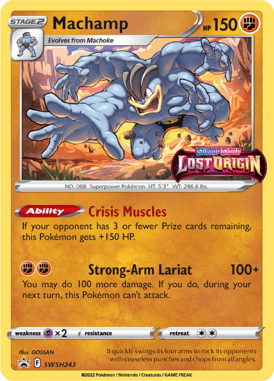 STAGE 2 Machamp HP 150
Evolves from Machoke
Sword & Shield
LOST ORIGIN
NO. 068 Superpower Pokémon HT: 5'3" WT: 286.6 lbs.
Ability Crisis Muscles
If your opponent has 3 or fewer Prize cards remaining,
this Pokémon gets +150 HP.
Strong-Arm Lariat 100+
You may do 100 more damage. If you do, during your
next turn, this Pokémon can't attack.
weakness ×2 resistance retreat
Illus. GOSSAN
It quickly swings its four arms to rock its opponents
with ceaseless punches and chops from all angles.
SWSH243
©2022 Pokémon / Nintendo / Creatures / GAME FREAK